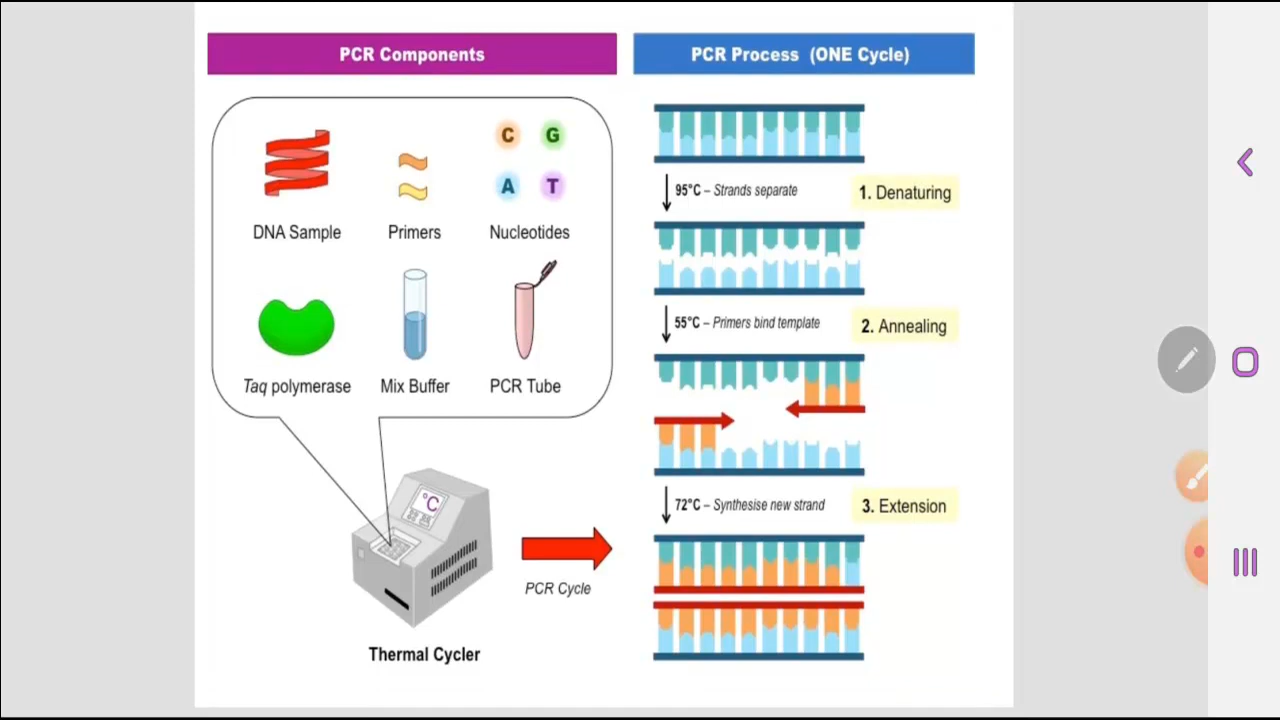 PCR Components
PCR Process (ONE Cycle)
C G
A T
DNA Sample
Primers
Nucleotides
Taq polymerase
Mix Buffer
PCR Tube
°C
PCR Cycle
Thermal Cycler
95°C – Strands separate
1. Denaturing
55°C – Primers bind template
2. Annealing
72°C – Synthesise new strand
3. Extension